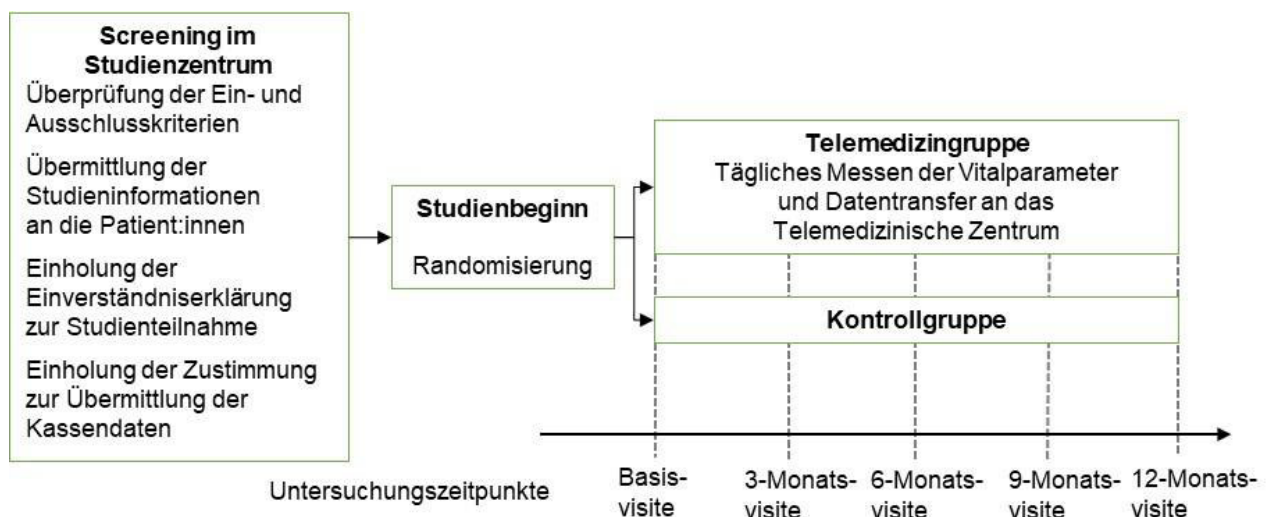 Screening im
Studienzentrum
Überprüfung der Ein- und
Ausschlusskriterien
Übermittlung der
Studieninformationen
an die Patient:innen
Einholung der
Einverständniserklärung
zur Studienteilnahme
Einholung der Zustimmung
zur Übermittlung der
Kassendaten
Studienbeginn
Randomisierung
Telemedizingruppe
Tägliches Messen der Vitalparameter
und Datentransfer an das
Telemedizinische Zentrum
Kontrollgruppe
Untersuchungszeitpunkte
Basis-
visite
3-Monats-
visite
6-Monats-
visite
9-Monats-
visite
12-Monats-
visite